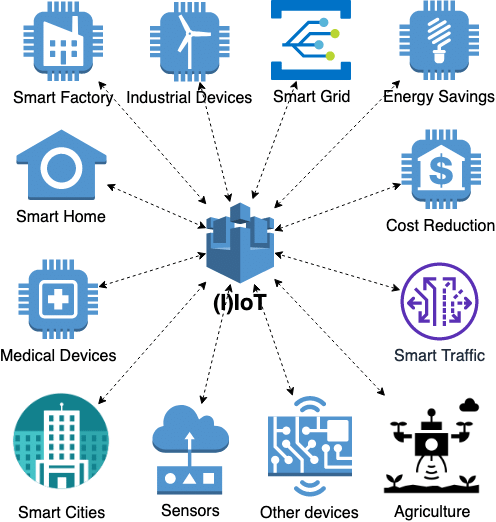 Smart Factory
Industrial Devices
Smart Grid
Energy Savings
Smart Home
Cost Reduction
(I)IoT
Medical Devices
Smart Traffic
Smart Cities
Sensors
Other devices
Agriculture